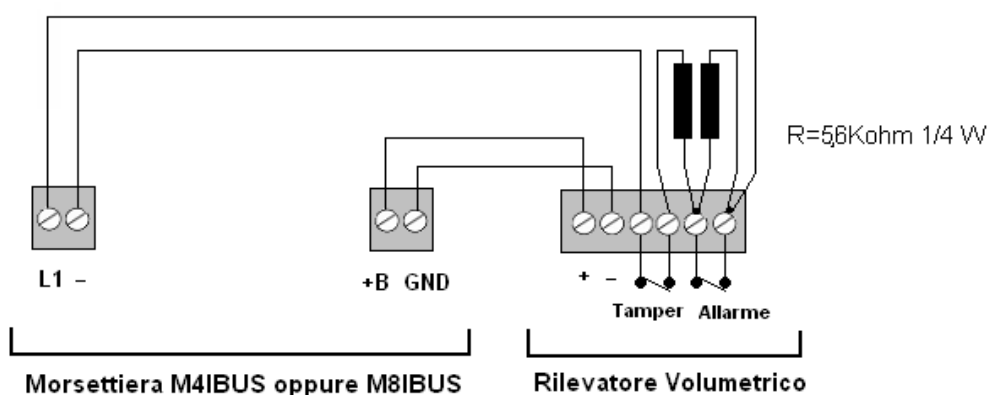 R=5,6Kohm 1/4 W
L1 –
+B GND
+ –
Tamper Allarme
Morsettiera M4IBUS oppure M8IBUS
Rilevatore Volumetrico